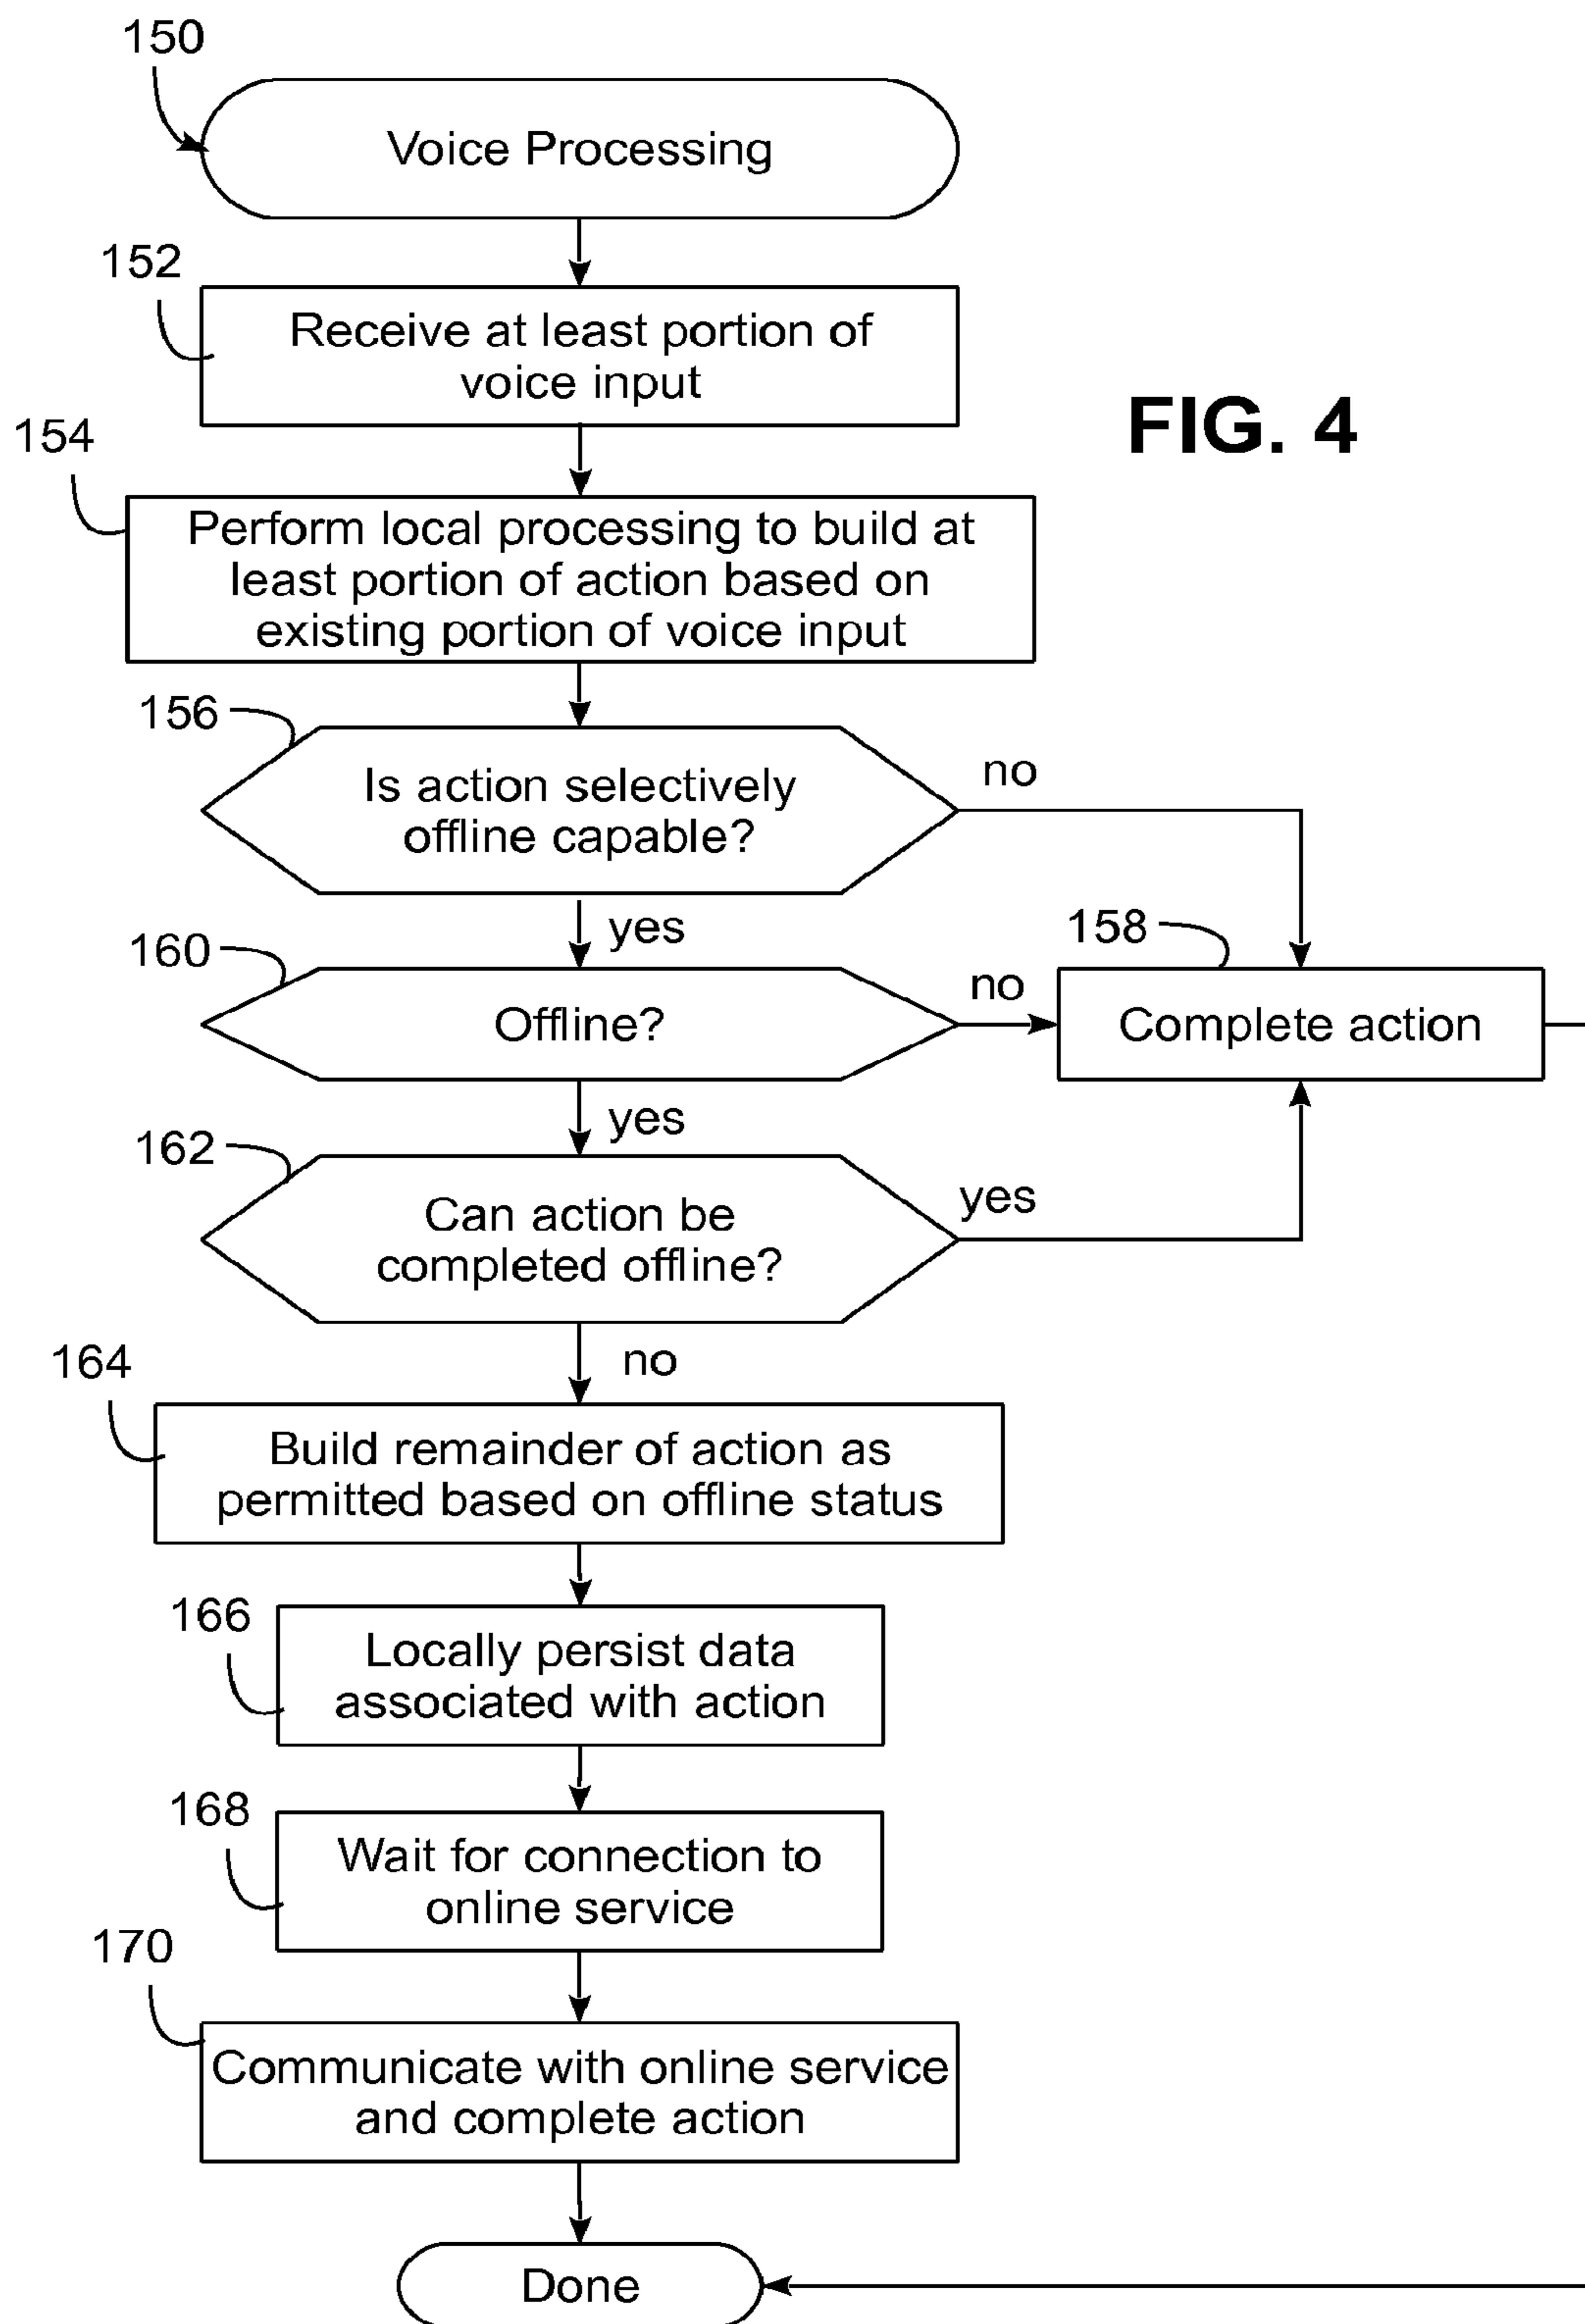 150
Voice Processing
152
Receive at least portion of
voice input
FIG. 4
154
Perform local processing to build at
least portion of action based on
existing portion of voice input
156
Is action selectively
offline capable?
no
yes
160
Offline?
no
158
Complete action
yes
162
Can action be
completed offline?
yes
no
164
Build remainder of action as
permitted based on offline status
166
Locally persist data
associated with action
168
Wait for connection to
online service
170
Communicate with online service
and complete action
Done